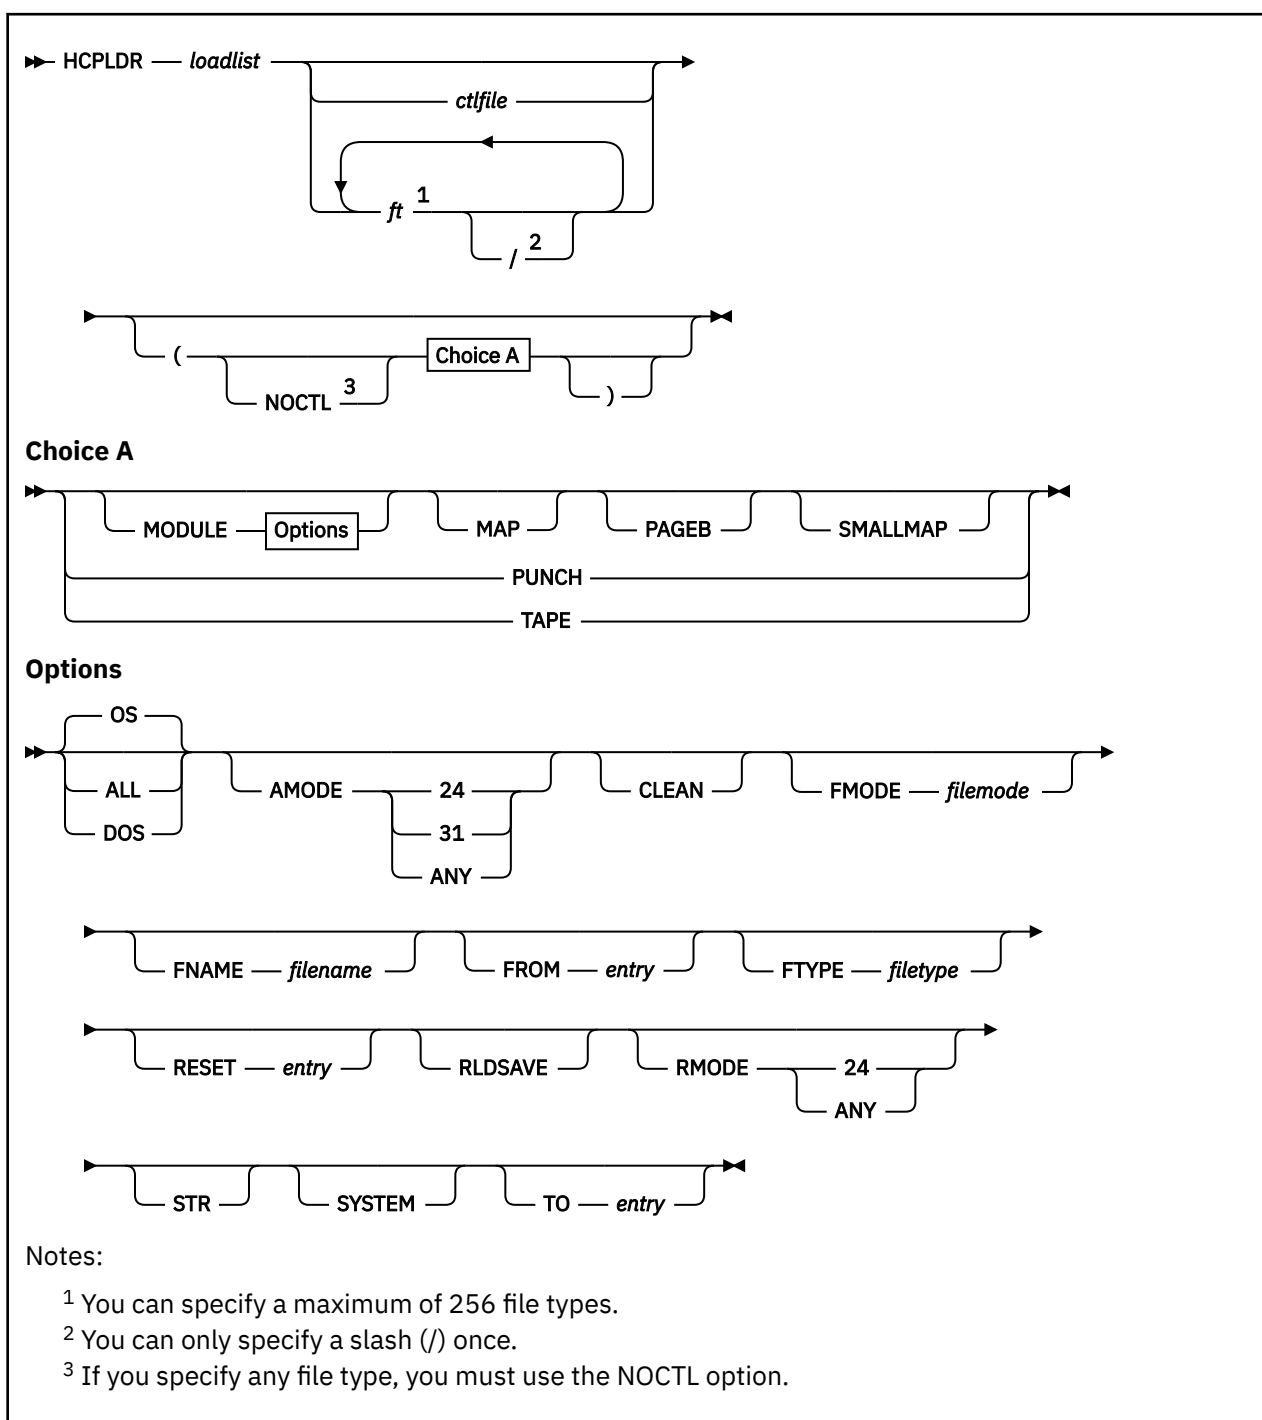 HCPLDR loadlist
ctlfile
ft 1
/ 2
( Choice A
NOCTL 3 )
Choice A
MODULE Options MAP PAGEB SMALLMAP
PUNCH
TAPE
Options
OS
ALL AMODE 24 CLEAN FMODE filemode
DOS 31
ANY
FNAME filename FROM entry FTYPE filetype
RESET entry RLDSAVE RMODE 24
ANY
STR SYSTEM TO entry
Notes:
1 You can specify a maximum of 256 file types.
2 You can only specify a slash (/) once.
3 If you specify any file type, you must use the NOCTL option.